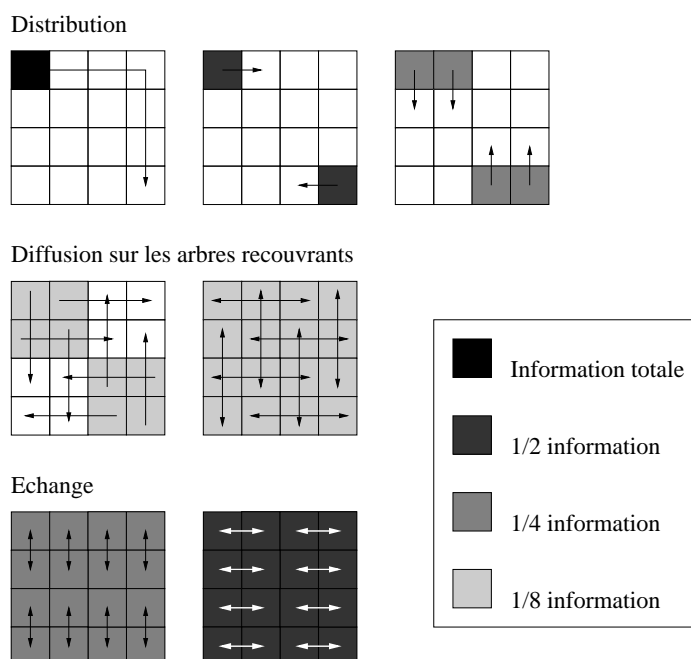 Distribution
Diffusion sur les arbres recouvrants
Information totale
1/2 information
Echange
1/4 information
1/8 information